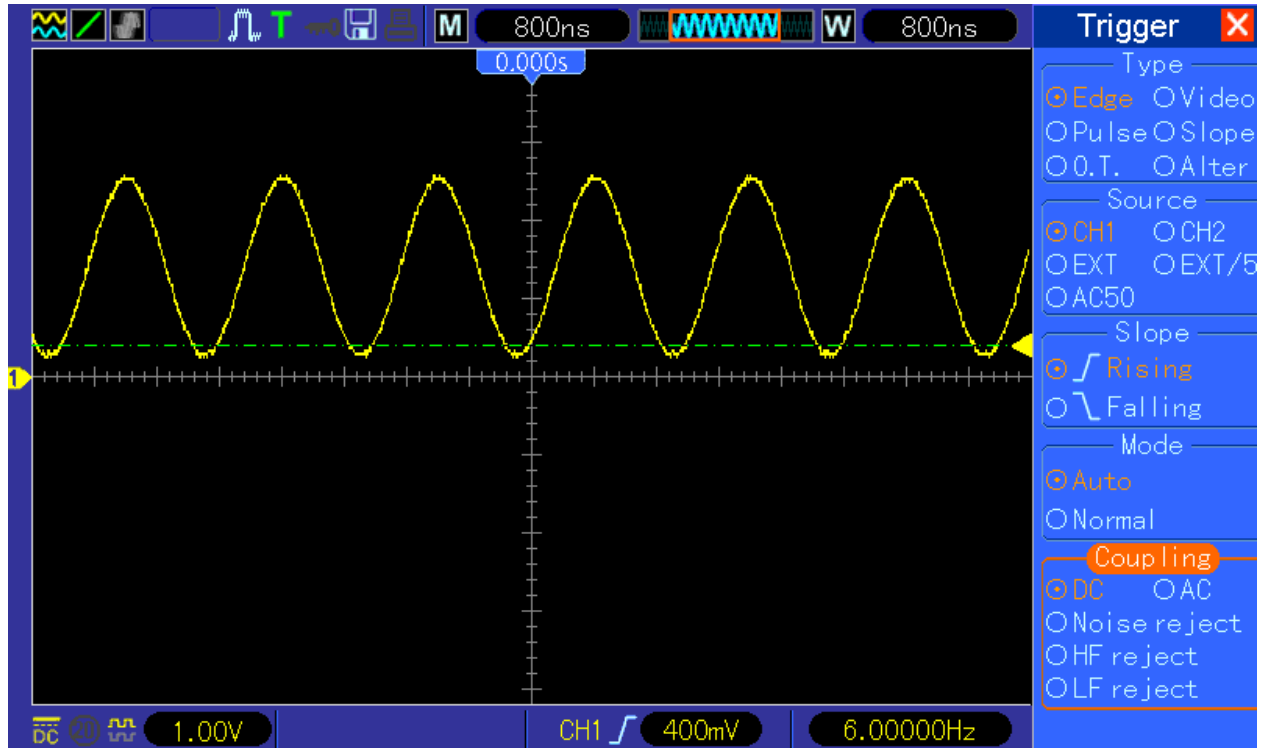 T M 800ns W 800ns Trigger
0.000s
Type
Edge Video
Pulse Slope
O.T. Alter
Source
CH1 CH2
EXT EXT/5
AC50
Slope
Rising
Falling
1
Mode
Auto
Normal
Coupling
DC AC
Noise reject
HF reject
LF reject
DC 20 1.00V CH1 400mV 6.00000Hz